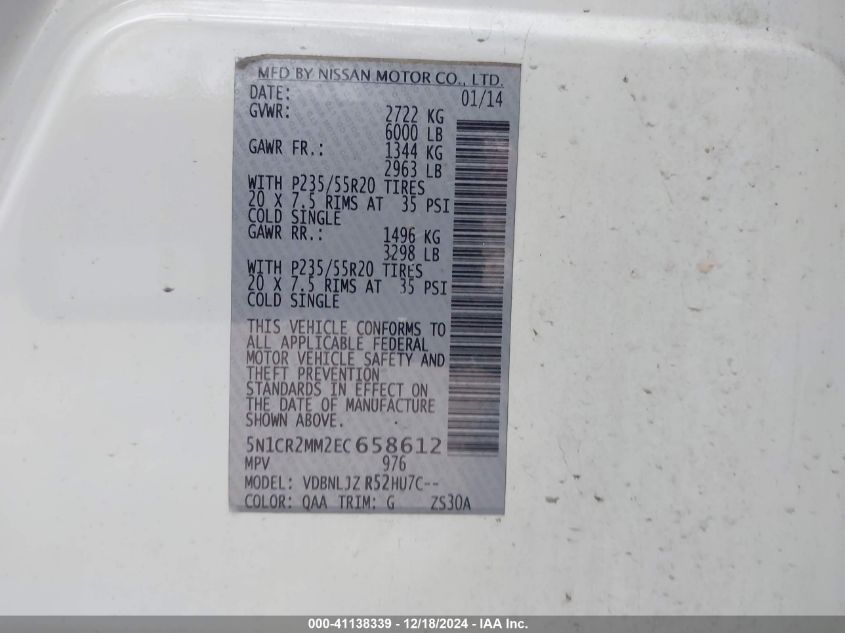 MFD BY NISSAN MOTOR CO., LTD.
DATE: 01/14
GVWR: 2722 KG
6000 LB
GAWR FR.: 1344 KG
2963 LB
WITH P235/55R20 TIRES
20 X 7.5 RIMS AT 35 PSI
COLD SINGLE
GAWR RR.: 1496 KG
3298 LB
WITH P235/55R20 TIRES
20 X 7.5 RIMS AT 35 PSI
COLD SINGLE
THIS VEHICLE CONFORMS TO
ALL APPLICABLE FEDERAL
MOTOR VEHICLE SAFETY AND
THEFT PREVENTION
STANDARDS IN EFFECT ON
THE DATE OF MANUFACTURE
SHOWN ABOVE.
5N1CR2MM2EC658612
MPV 976
MODEL: VDBNLJZ R52HU7C--
COLOR: QAA TRIM: G ZS30A
000-41138339 - 12/18/2024 - IAA Inc.